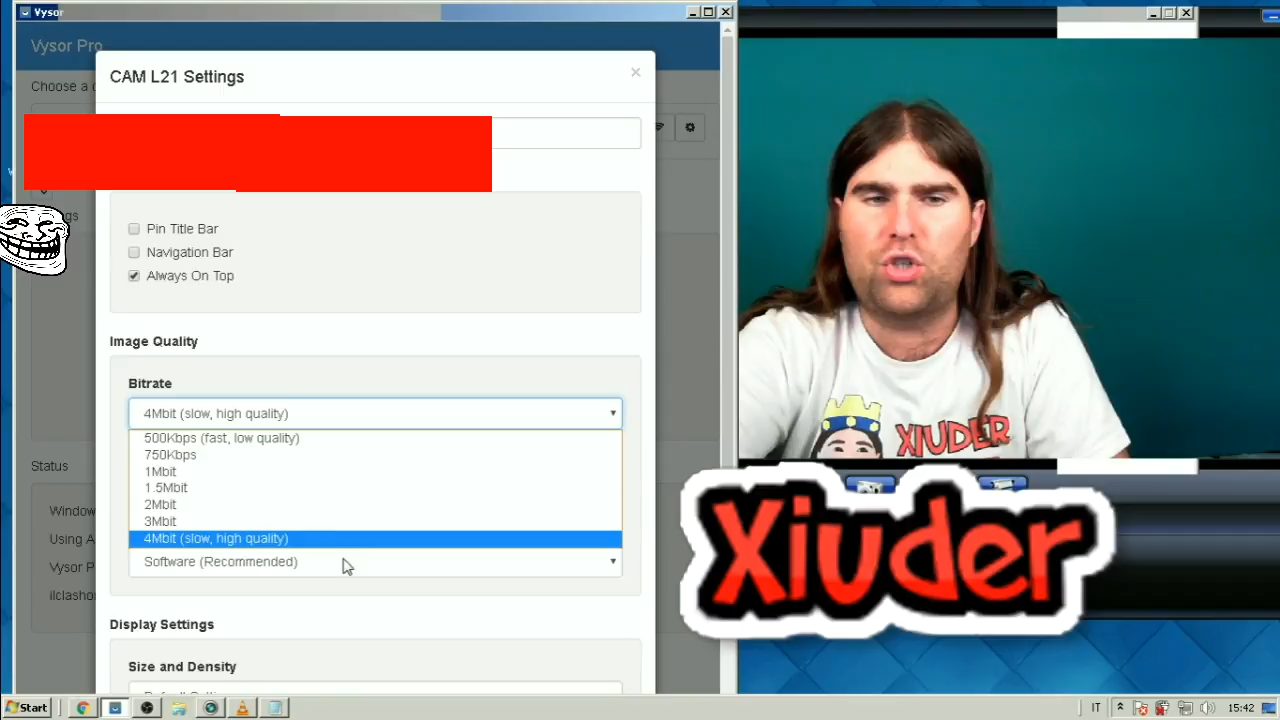 Vysor
Vysor Pro
Choose a d
CAM L21 Settings
×
Pin Title Bar
Navigation Bar
Always On Top
Image Quality
Bitrate
4Mbit (slow, high quality)
500Kbps (fast, low quality)
750Kbps
1Mbit
1.5Mbit
2Mbit
3Mbit
4Mbit (slow, high quality)
Software (Recommended)
Display Settings
Size and Density
gs
Status
Window
Using A
Vysor P
ilclasho
XIUDER
Xiuder
Start
IT
15:42